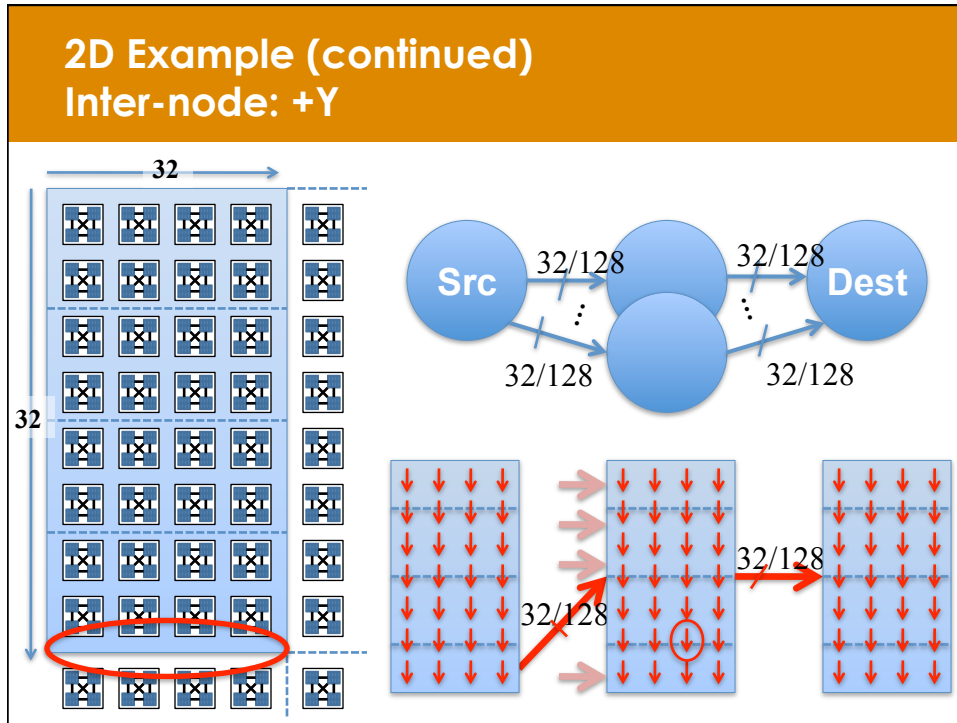 2D Example (continued)
Inter-node: +Y
32
32
Src
32/128
32/128
Dest
...
...
32/128
32/128
32/128
32/128